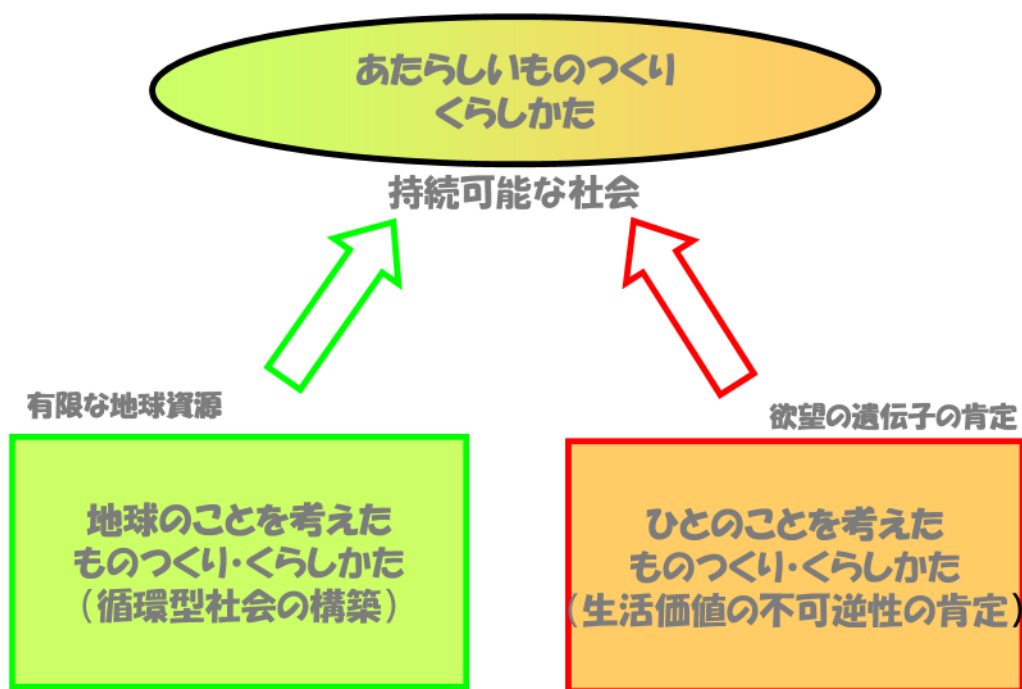 あたらしいものつくり
くらしかた
持続可能な社会
有限な地球資源
欲望の遺伝子の肯定
地球のことを考えた
ものつくり・くらしかた
（循環型社会の構築）
ひとのことを考えた
ものつくり・くらしかた
（生活価値の不可逆性の肯定）